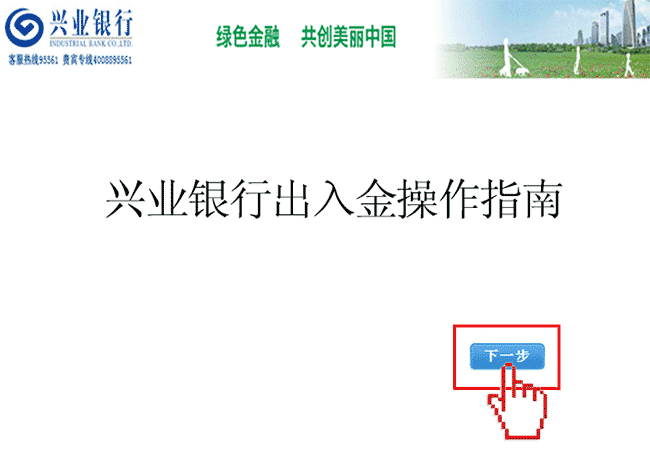 兴业银行
INDUSTRIAL BANK CO.,LTD.
客服热线95561 贵宾专线4008895561
绿色金融 共创美丽中国
兴业银行出入金操作指南
下一步